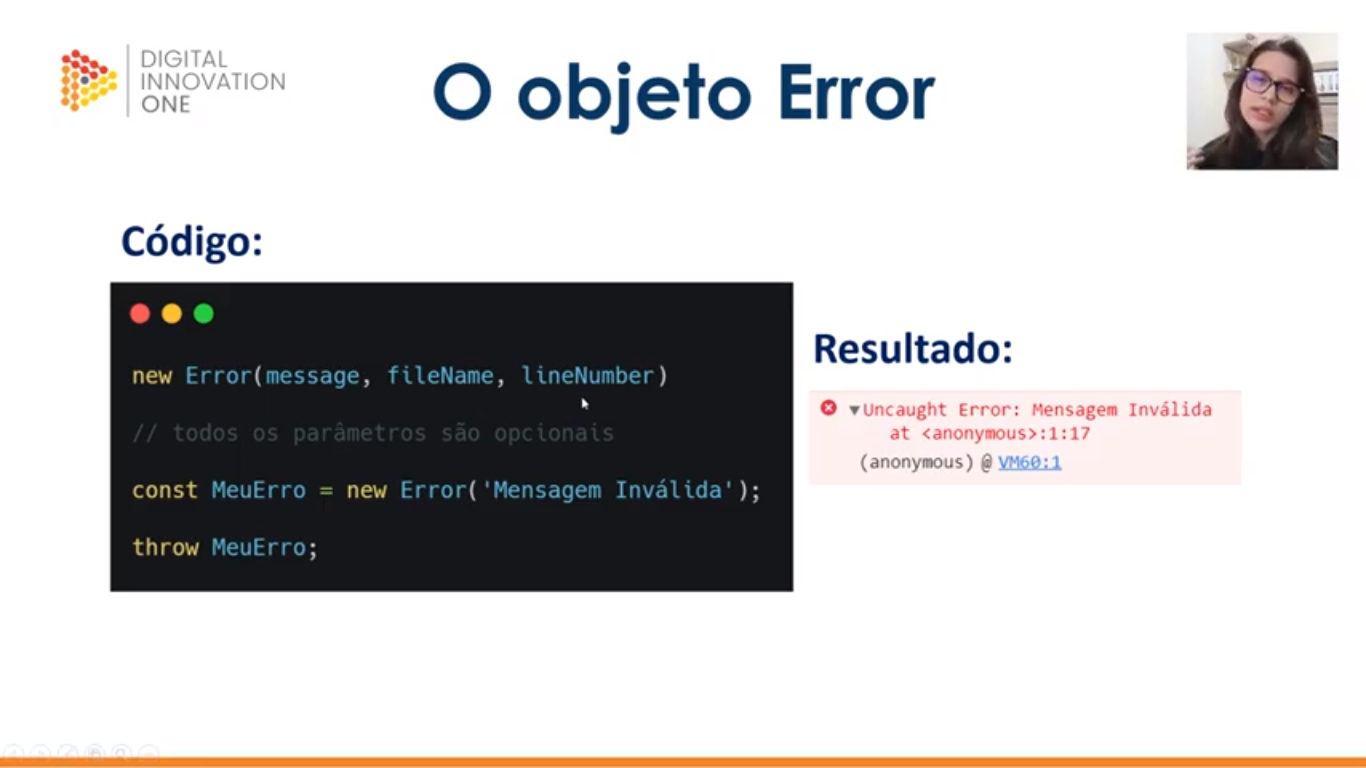 DIGITAL
INNOVATION
ONE
O objeto Error
Código:
new Error(message, fileName, lineNumber)
// todos os parâmetros são opcionais
const MeuErro = new Error('Mensagem Inválida');
throw MeuErro;
Resultado:
Uncaught Error: Mensagem Inválida
at <anonymous>:1:17
(anonymous) @ VM60:1